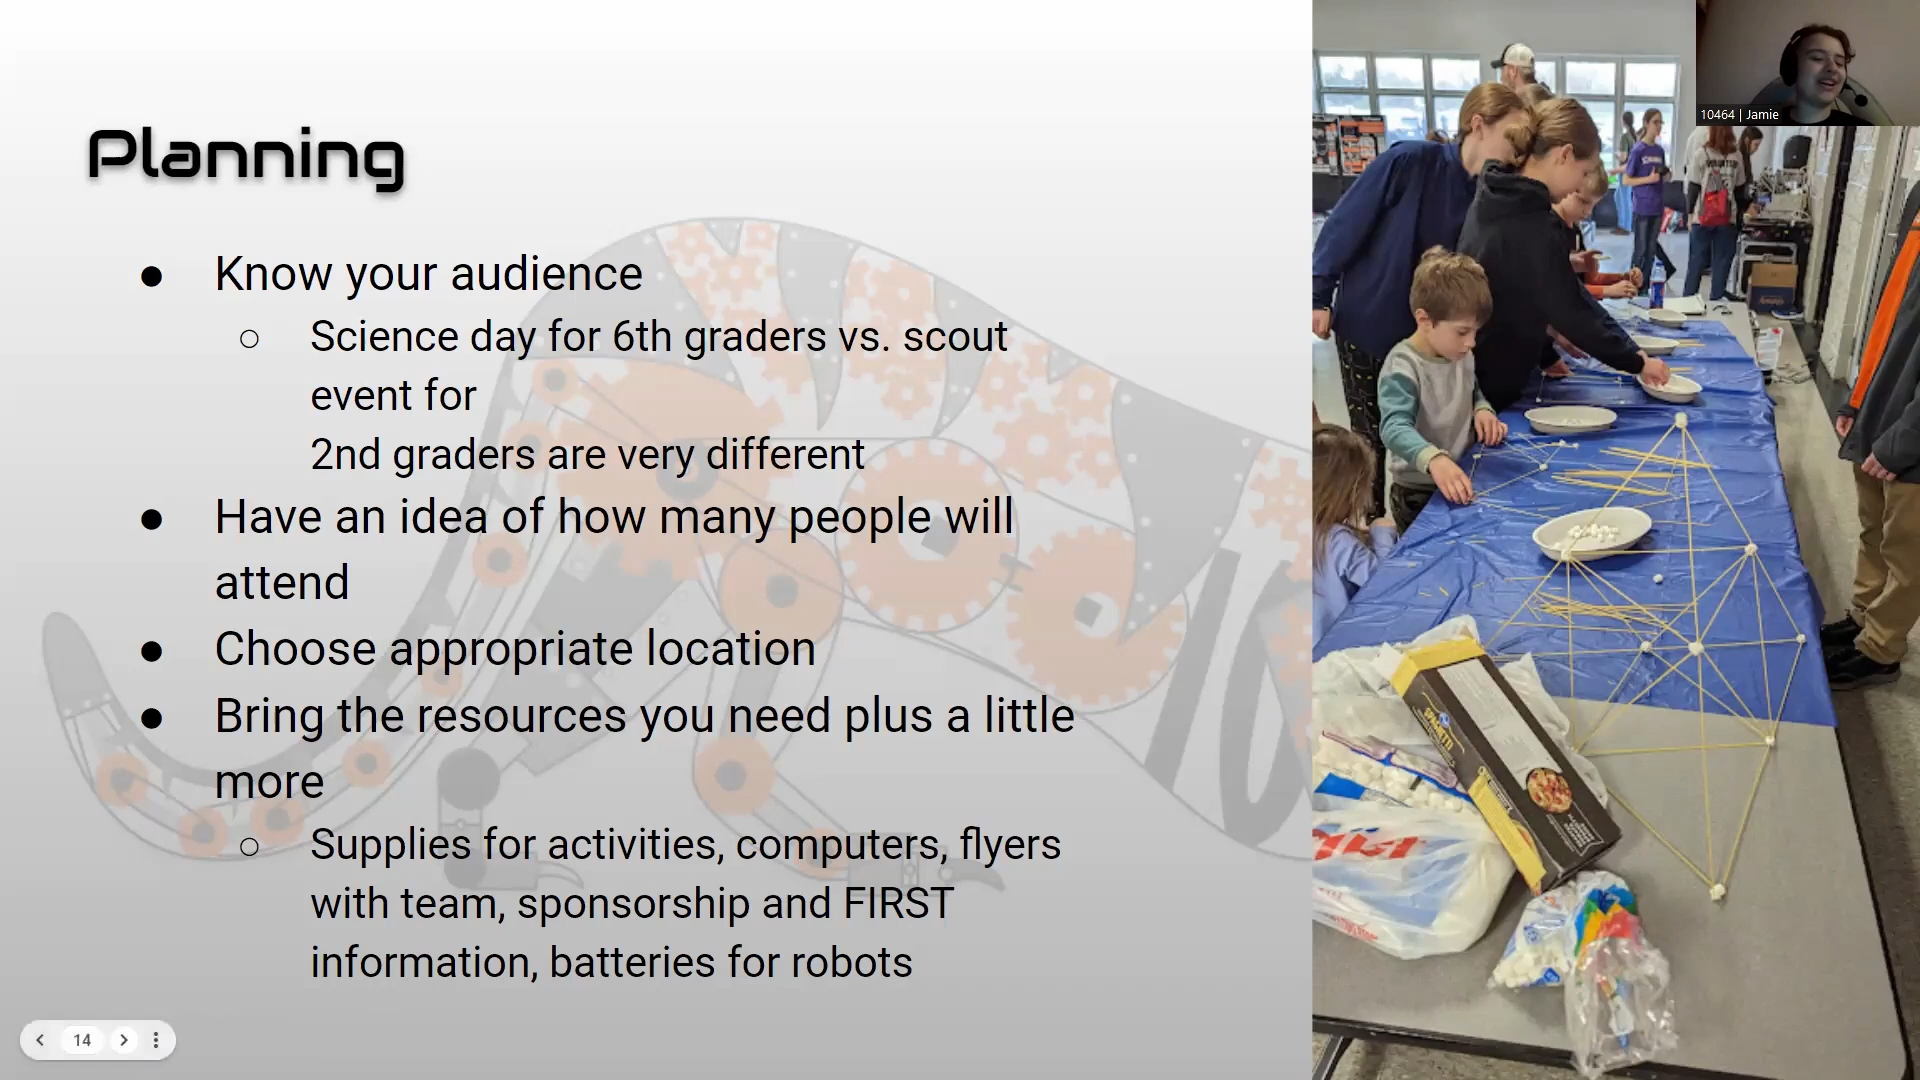 10464 | Jamie
Planning
● Know your audience
○ Science day for 6th graders vs. scout
event for
2nd graders are very different
● Have an idea of how many people will
attend
● Choose appropriate location
● Bring the resources you need plus a little
more
○ Supplies for activities, computers, flyers
with team, sponsorship and FIRST
information, batteries for robots
SPAGHETTI
14